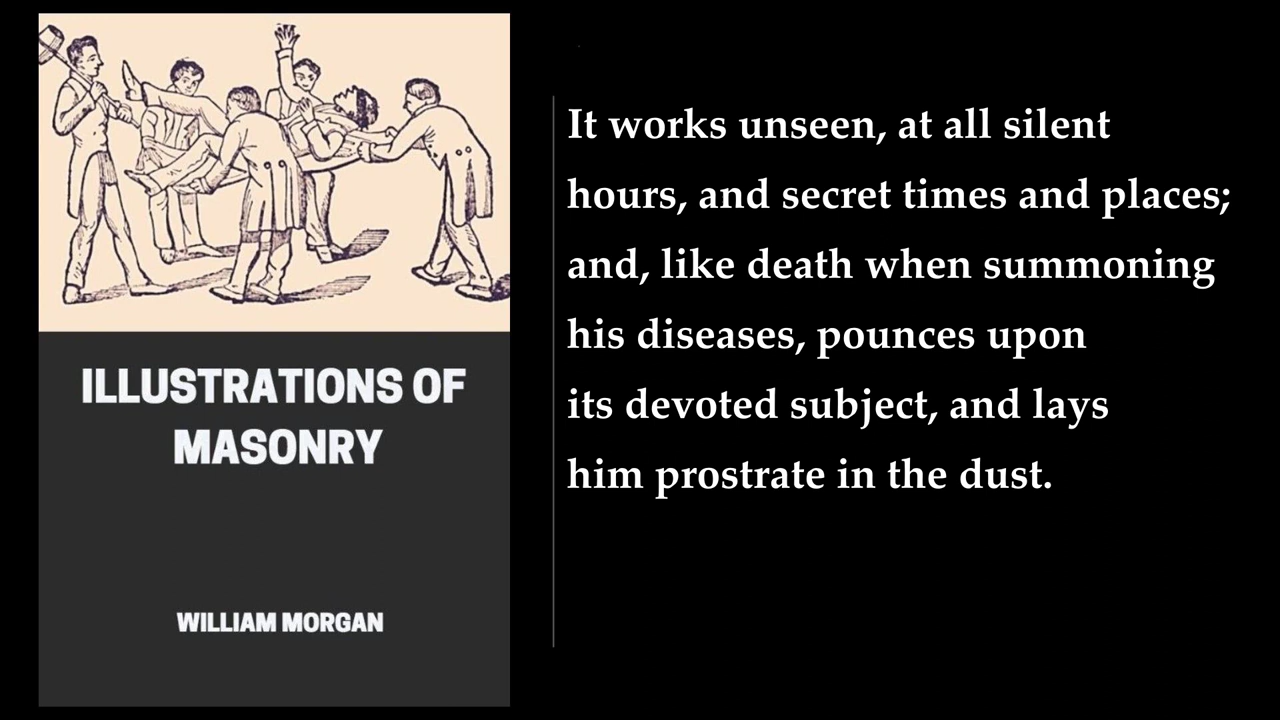 ILLUSTRATIONS OF
MASONRY
WILLIAM MORGAN
It works unseen, at all silent
hours, and secret times and places;
and, like death when summoning
his diseases, pounces upon
its devoted subject, and lays
him prostrate in the dust.